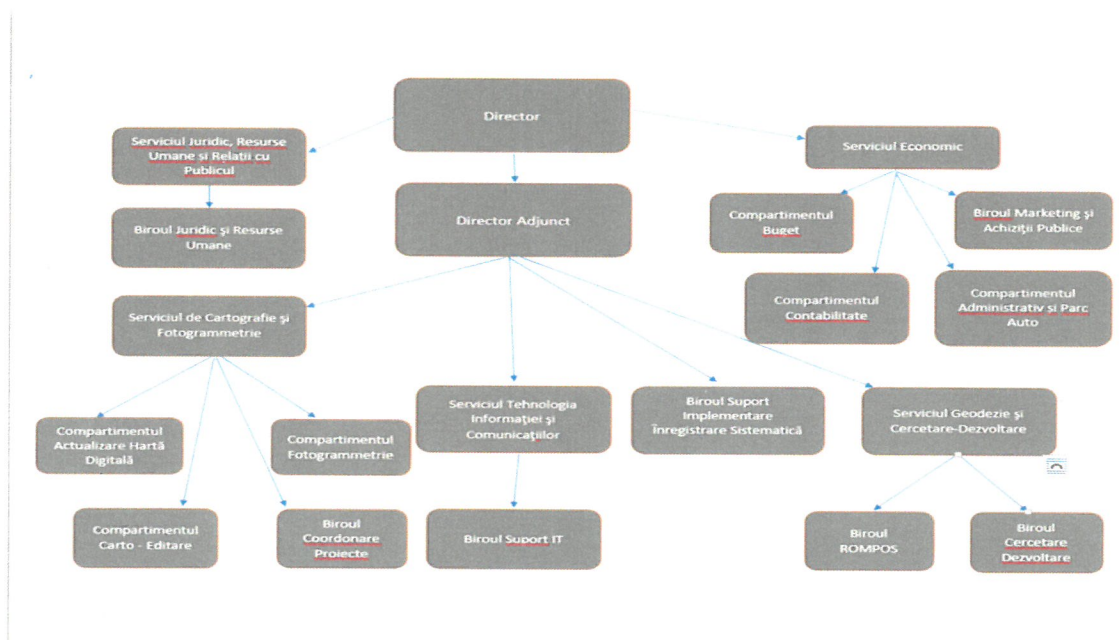 Director
Serviciul Juridic, Resurse
Umane si Relatii cu
Publicul
Serviciul Economic
Biroul Juridic şi Resurse
Umane
Director Adjunct
Compartimentul
Buget
Biroul Marketing şi
Achiziţii Publice
Compartimentul
Contabilitate
Compartimentul
Administrativ si Parc
Auto
Serviciul de Cartografie şi
Fotogrammetrie
Compartimentul
Actualizare Hartă
Digitală
Compartimentul
Fotogrammetrie
Serviciul Tehnologia
Informaţiei şi
Comunicaţiilor
Biroul Suport
Implementare
Înregistrare Sistematică
Serviciul Geodezie şi
Cercetare-Dezvoltare
Compartimentul
Carto - Editare
Biroul
Coordonare
Proiecte
Biroul Suport IT
Biroul
ROMPOS
Biroul
Cercetare
Dezvoltare